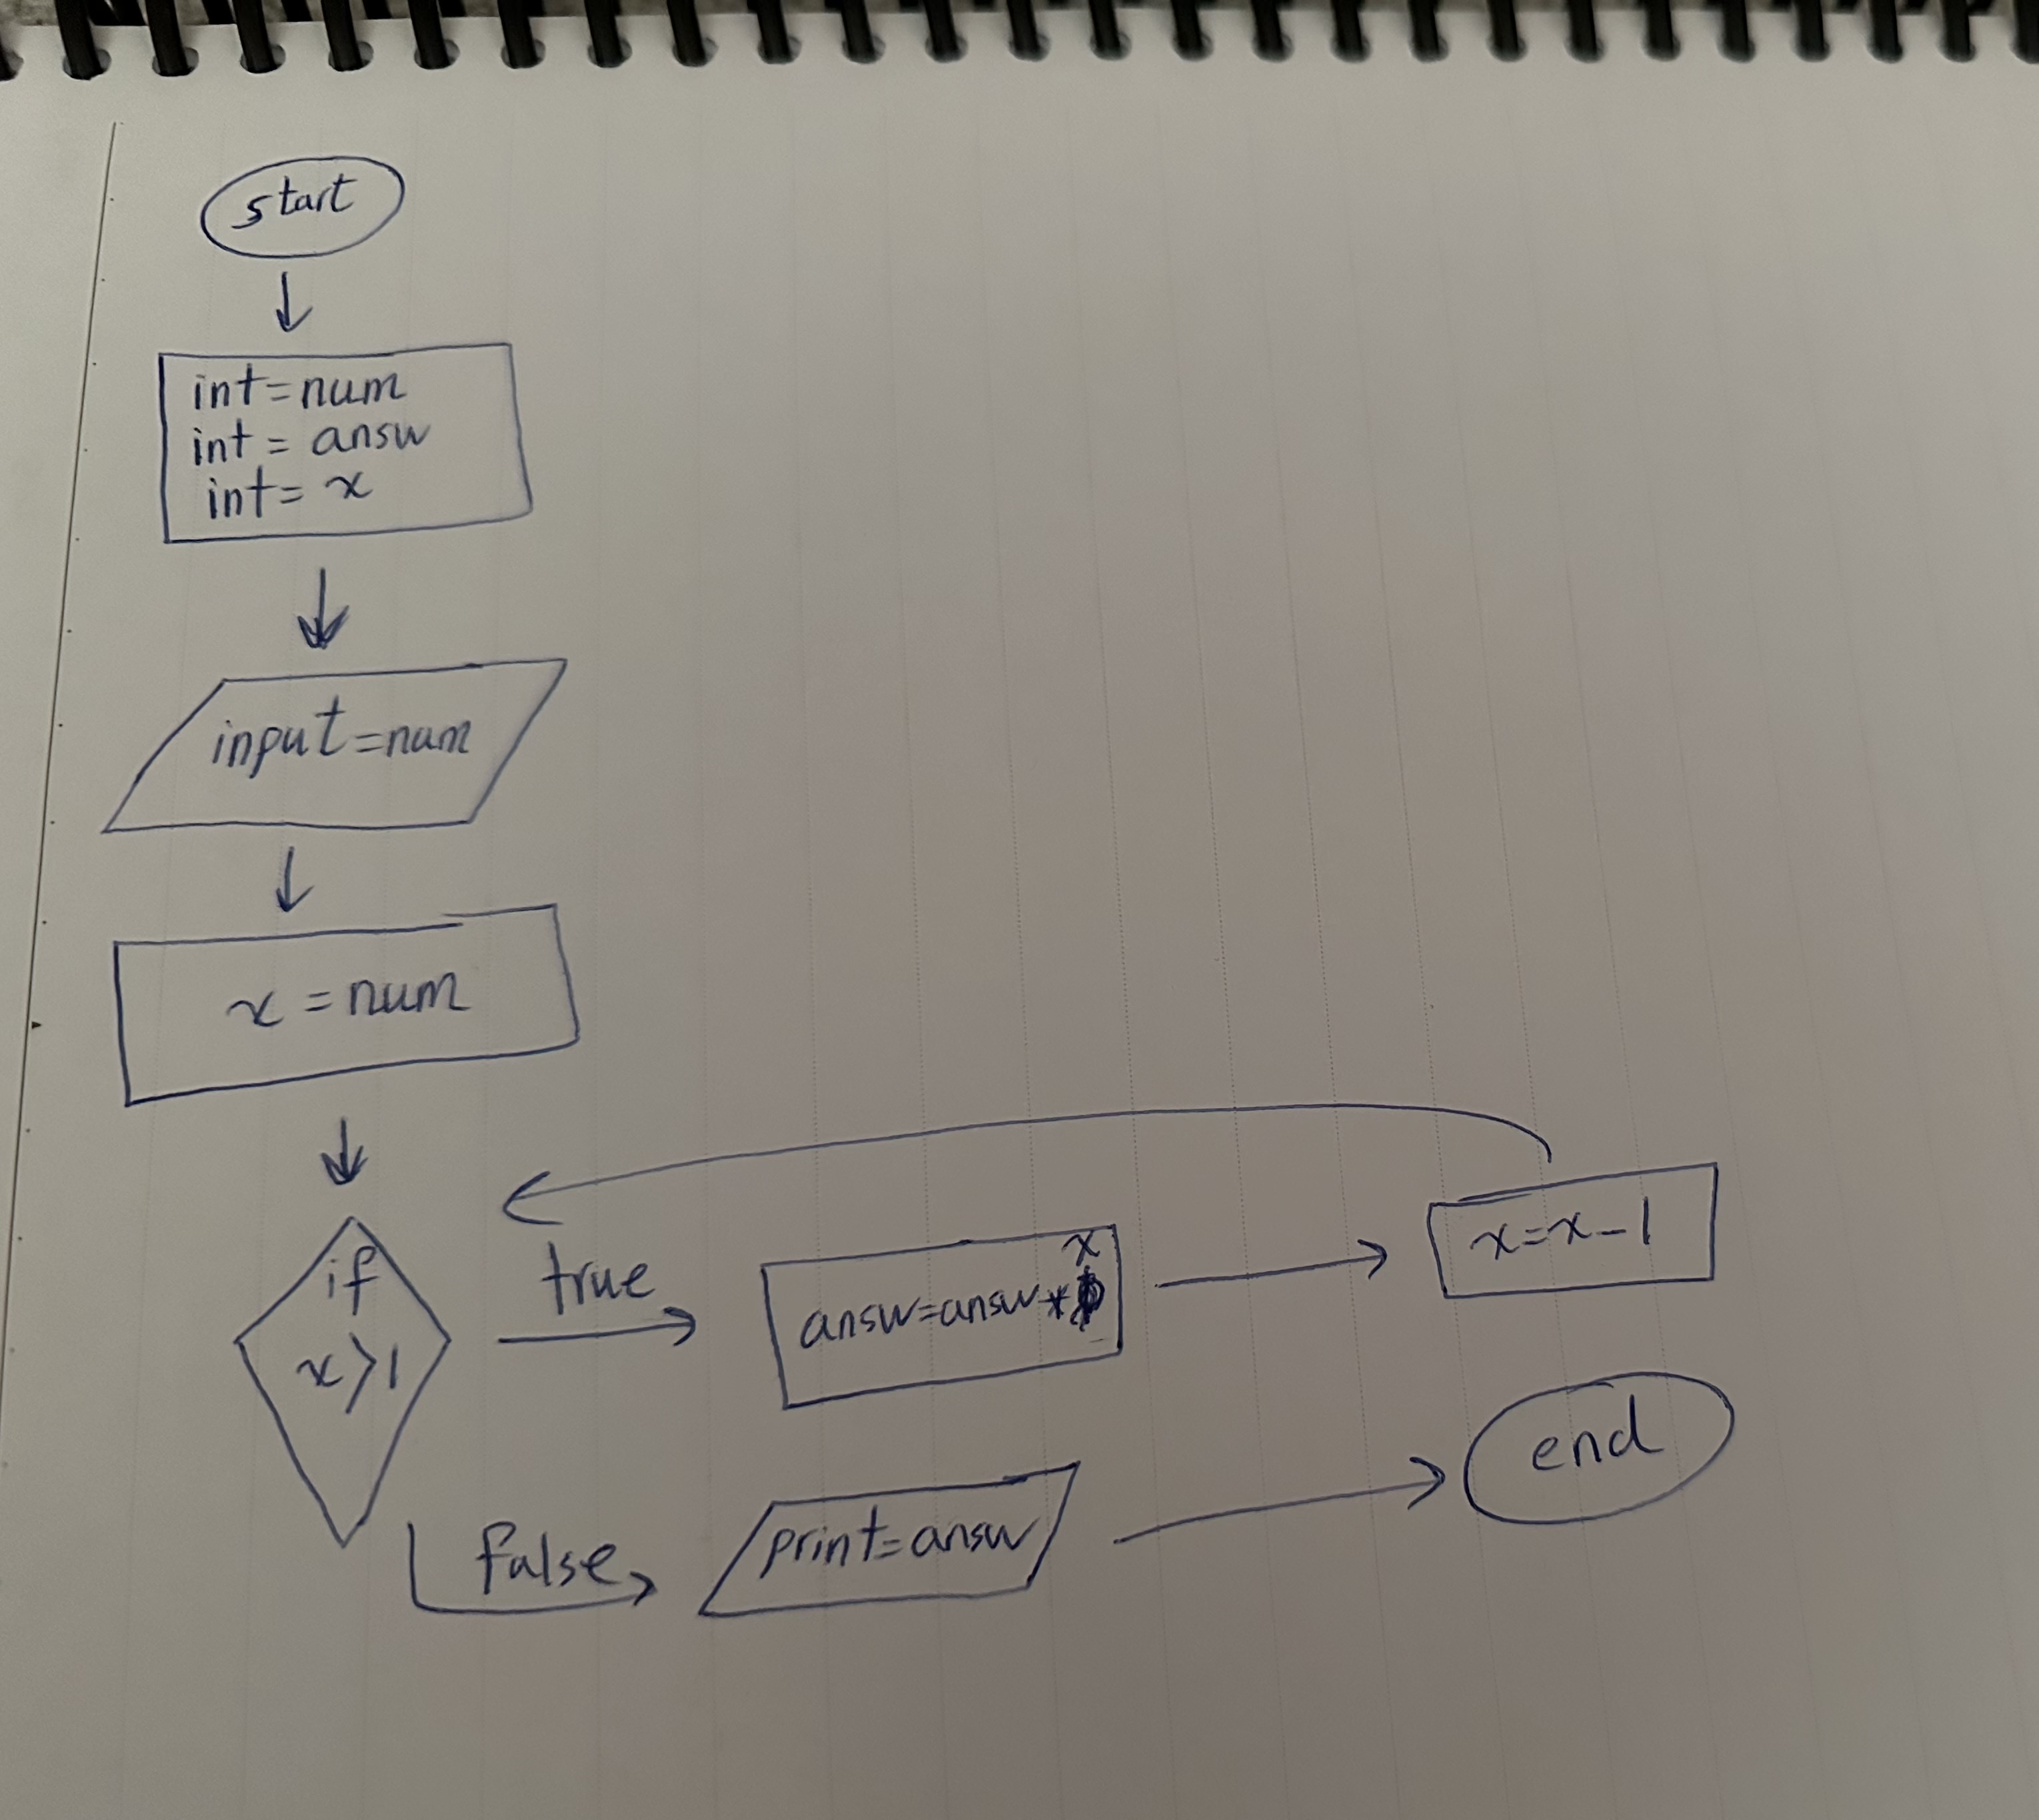 start
int=num
int= answ
int= x
input=num
x=num
if
x>1
true
x
answ=answ*
x=x-1
false
print=answ
end